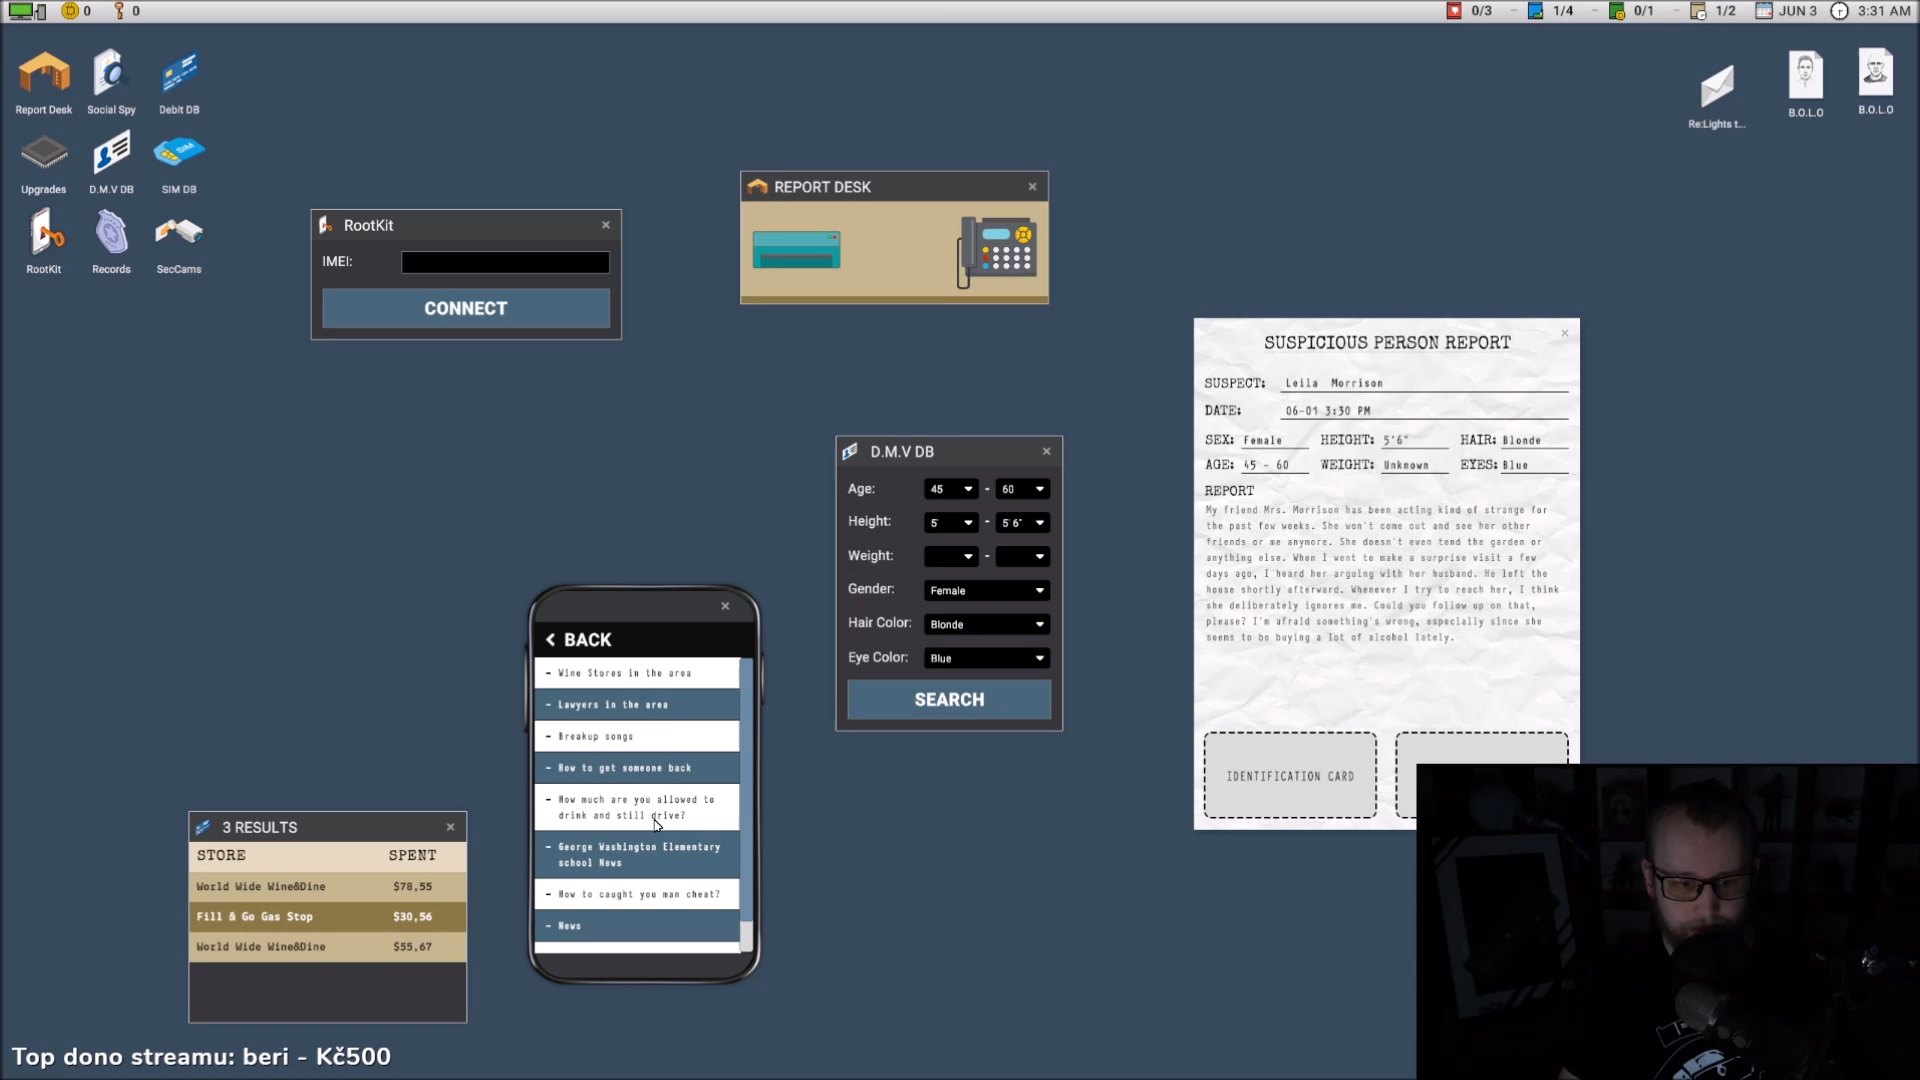 0
0
0/3
1/4
0/1
1/2
JUN 3
3:31 AM
Report Desk
Social Spy
Debit DB
Upgrades
D.M.V DB
SIM DB
RootKit
Records
SecCams
Re:Lights t...
B.O.L.O
B.O.L.O
RootKit
IMEI:
CONNECT
REPORT DESK
SUSPICIOUS PERSON REPORT
SUSPECT: Leila Morrison
DATE: 06-01 3:30 PM
SEX: Female HEIGHT: 5'6" HAIR: Blonde
AGE: 45 - 60 WEIGHT: Unknown EYES: Blue
REPORT
My friend Mrs. Morrison has been acting kind of strange for
the past few weeks. She won't come out and see her other
friends or me anymore. She doesn't even tend the garden or
anything else. When I went to make a surprise visit a few
days ago, I heard her arguing with her husband. He left the
house shortly afterward. Whenever I try to reach her, I think
she deliberately ignores me. Could you follow up on that,
please? I'm afraid something's wrong, especially since she
seems to be buying a lot of alcohol lately.
IDENTIFICATION CARD
D.M.V DB
Age: 45 - 60
Height: 5' - 5' 6"
Weight: -
Gender: Female
Hair Color: Blonde
Eye Color: Blue
SEARCH
BACK
- Wine Stores in the area
- Lawyers in the area
- Breakup songs
- How to get someone back
- How much are you allowed to
drink and still drive?
- George Washington Elementary
school News
- How to caught you man cheat?
- News
3 RESULTS
STORE SPENT
World Wide Wine&Dine $78,55
Fill & Go Gas Stop $30,56
World Wide Wine&Dine $55,67
Top dono streamu: beri - Kč500